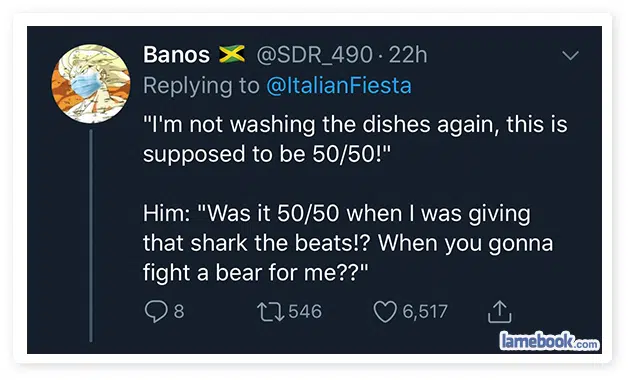 Banos 🇯🇲 @SDR_490 · 22h
Replying to @ItalianFiesta
"I'm not washing the dishes again, this is
supposed to be 50/50!"
Him: "Was it 50/50 when I was giving
that shark the beats!? When you gonna
fight a bear for me??"
8 546 6,517
lamebook.com